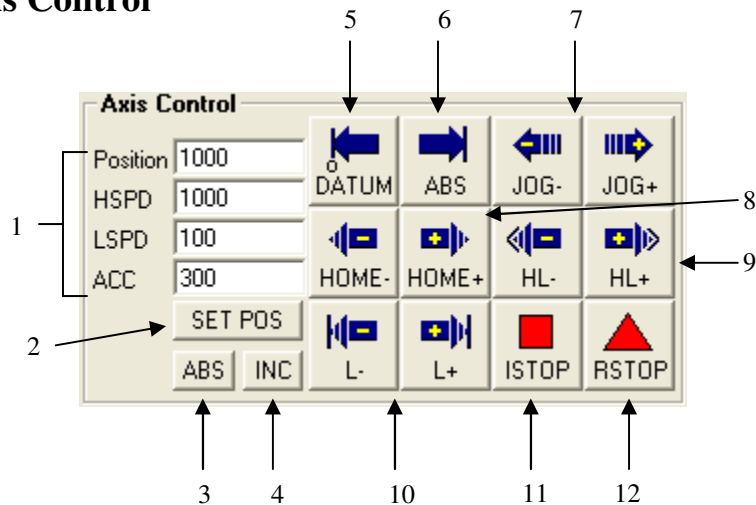 is Control
5 6 7
Axis Control
Position 1000
HSPD 1000
LSPD 100
ACC 300
SET POS
ABS INC
DATUM ABS JOG- JOG+
HOME- HOME+ HL- HL+
L- L+ ISTOP RSTOP
1
2
8
9
3 4 10 11 12